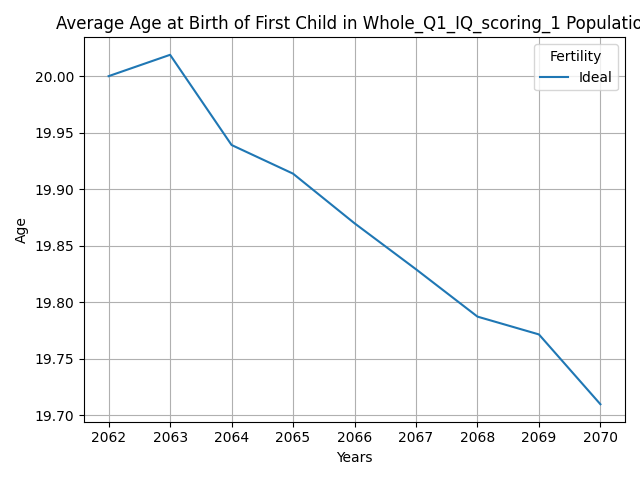 Average Age at Birth of First Child in Whole_Q1_IQ_scoring_1 Populatio
Fertility
Ideal
20.00
19.95
19.90
19.85
19.80
19.75
19.70
Age
2062 2063 2064 2065 2066 2067 2068 2069 2070
Years